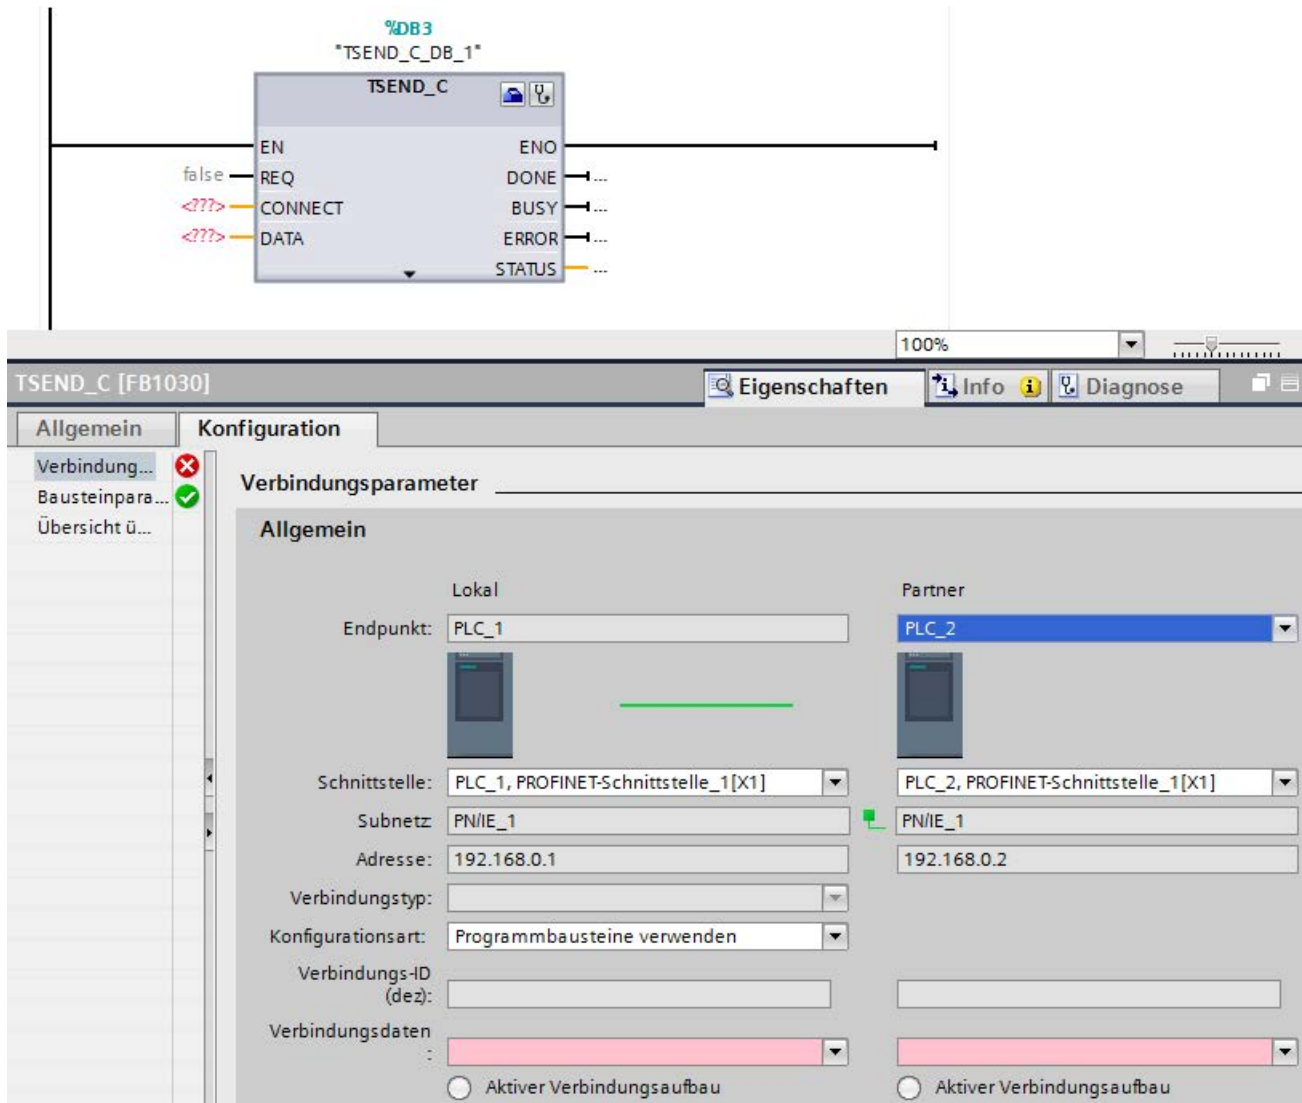 %DB3
"TSEND_C_DB_1"
TSEND_C
EN ENO
false REQ DONE ...
<???> CONNECT BUSY ...
<???> DATA ERROR ...
STATUS ...
100%
TSEND_C [FB1030] Eigenschaften Info Diagnose
Allgemein Konfiguration
Verbindung...
Bausteinpara...
Übersicht ü...
Verbindungsparameter
Allgemein
Lokal Partner
Endpunkt: PLC_1 PLC_2
Schnittstelle: PLC_1, PROFINET-Schnittstelle_1[X1] PLC_2, PROFINET-Schnittstelle_1[X1]
Subnetz PN/IE_1 PN/IE_1
Adresse: 192.168.0.1 192.168.0.2
Verbindungstyp:
Konfigurationsart: Programmbausteine verwenden
Verbindungs-ID
(dez):
Verbindungsdaten
:
Aktiver Verbindungsaufbau Aktiver Verbindungsaufbau